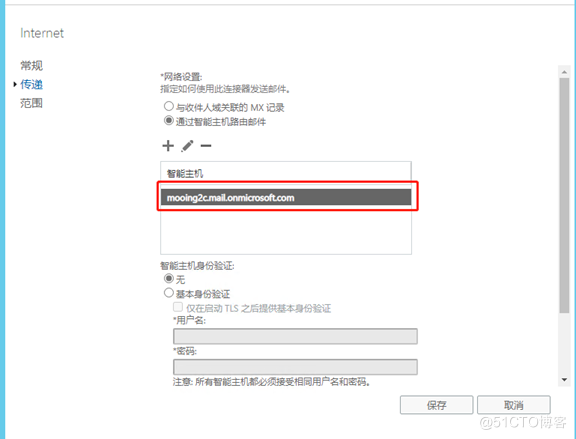 Internet
常规
传递
范围
*网络设置:
指定如何使用此连接器发送邮件。
与收件人域关联的 MX 记录
通过智能主机路由邮件
智能主机
mooing2c.mail.onmicrosoft.com
智能主机身份验证:
无
基本身份验证
仅在启动 TLS 之后提供基本身份验证
*用户名:
*密码:
注意: 所有智能主机都必须接受相同用户名和密码。
保存
取消
@51CTO博客